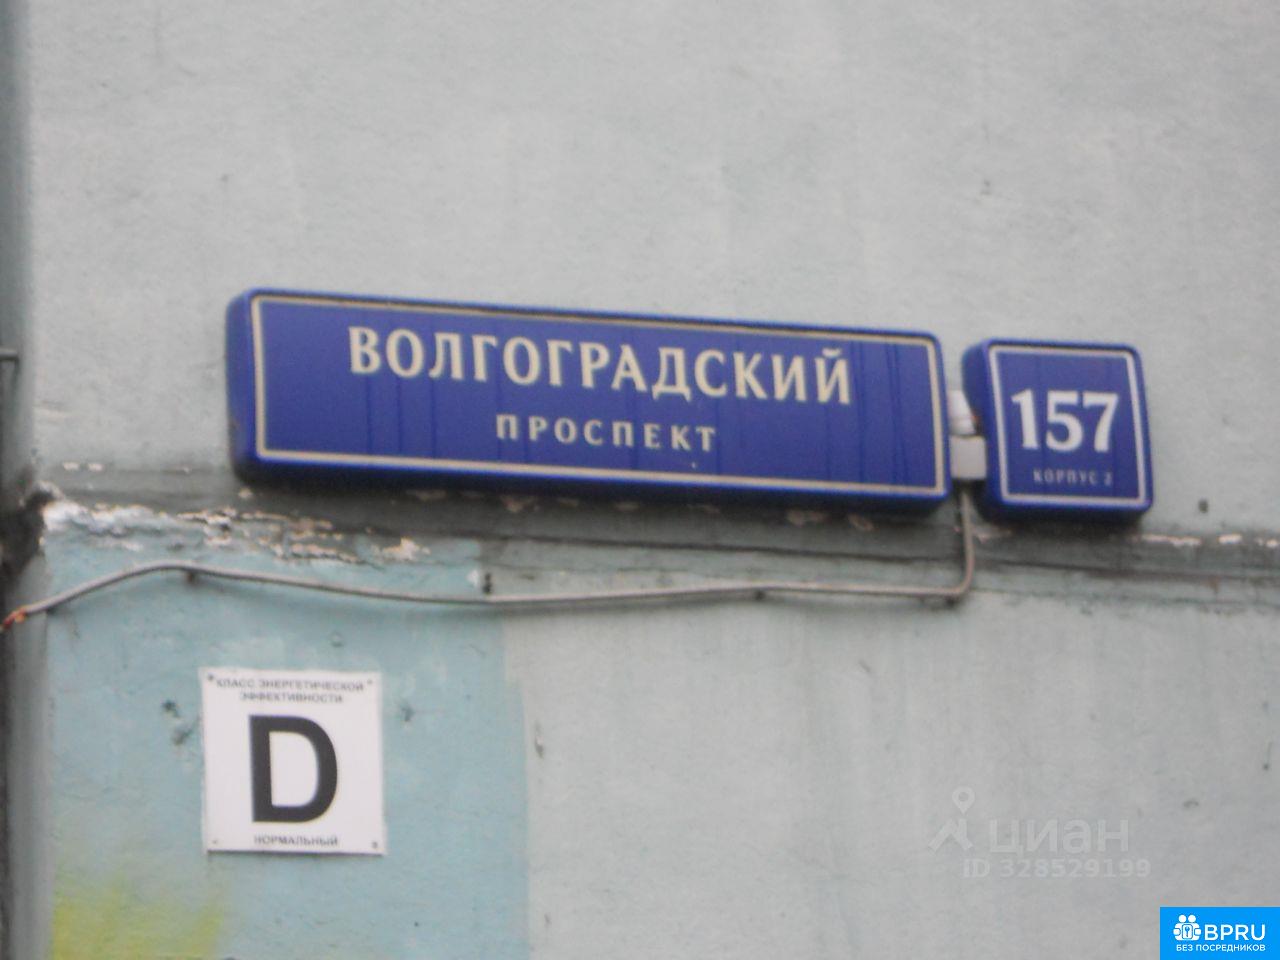 ВОЛГОГРАДСКИЙ
ПРОСПЕКТ
157
КОРПУС 2
КЛАСС ЭНЕРГЕТИЧЕСКОЙ
ЭФФЕКТИВНОСТИ
D
НОРМАЛЬНЫЙ
циан
ID 328529199
BPRU
БЕЗ ПОСРЕДНИКОВ